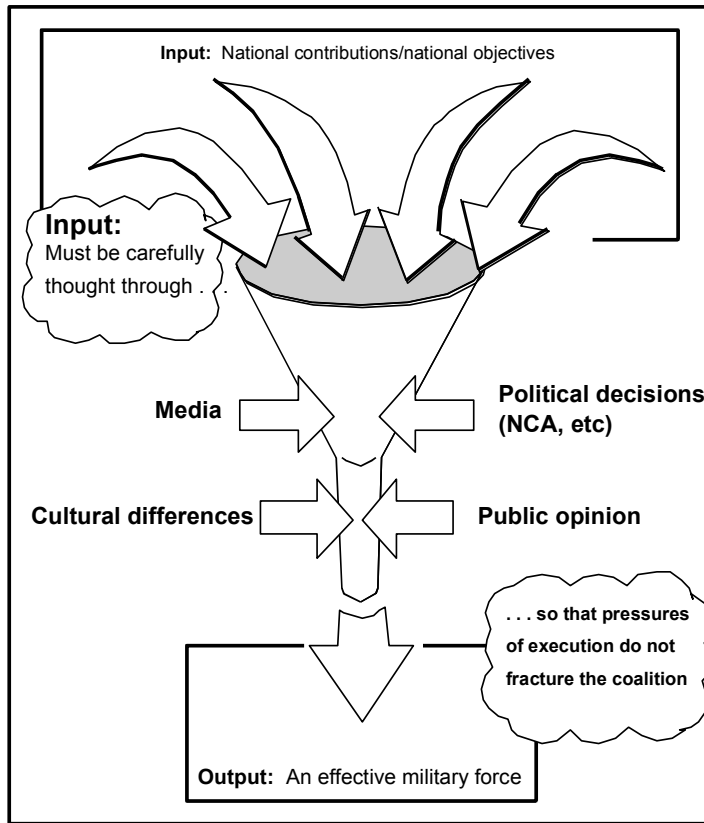 Input: National contributions/national objectives
Input:
Must be carefully
thought through . . .
Media
Political decisions
(NCA, etc)
Cultural differences
Public opinion
. . . so that pressures
of execution do not
fracture the coalition
Output: An effective military force